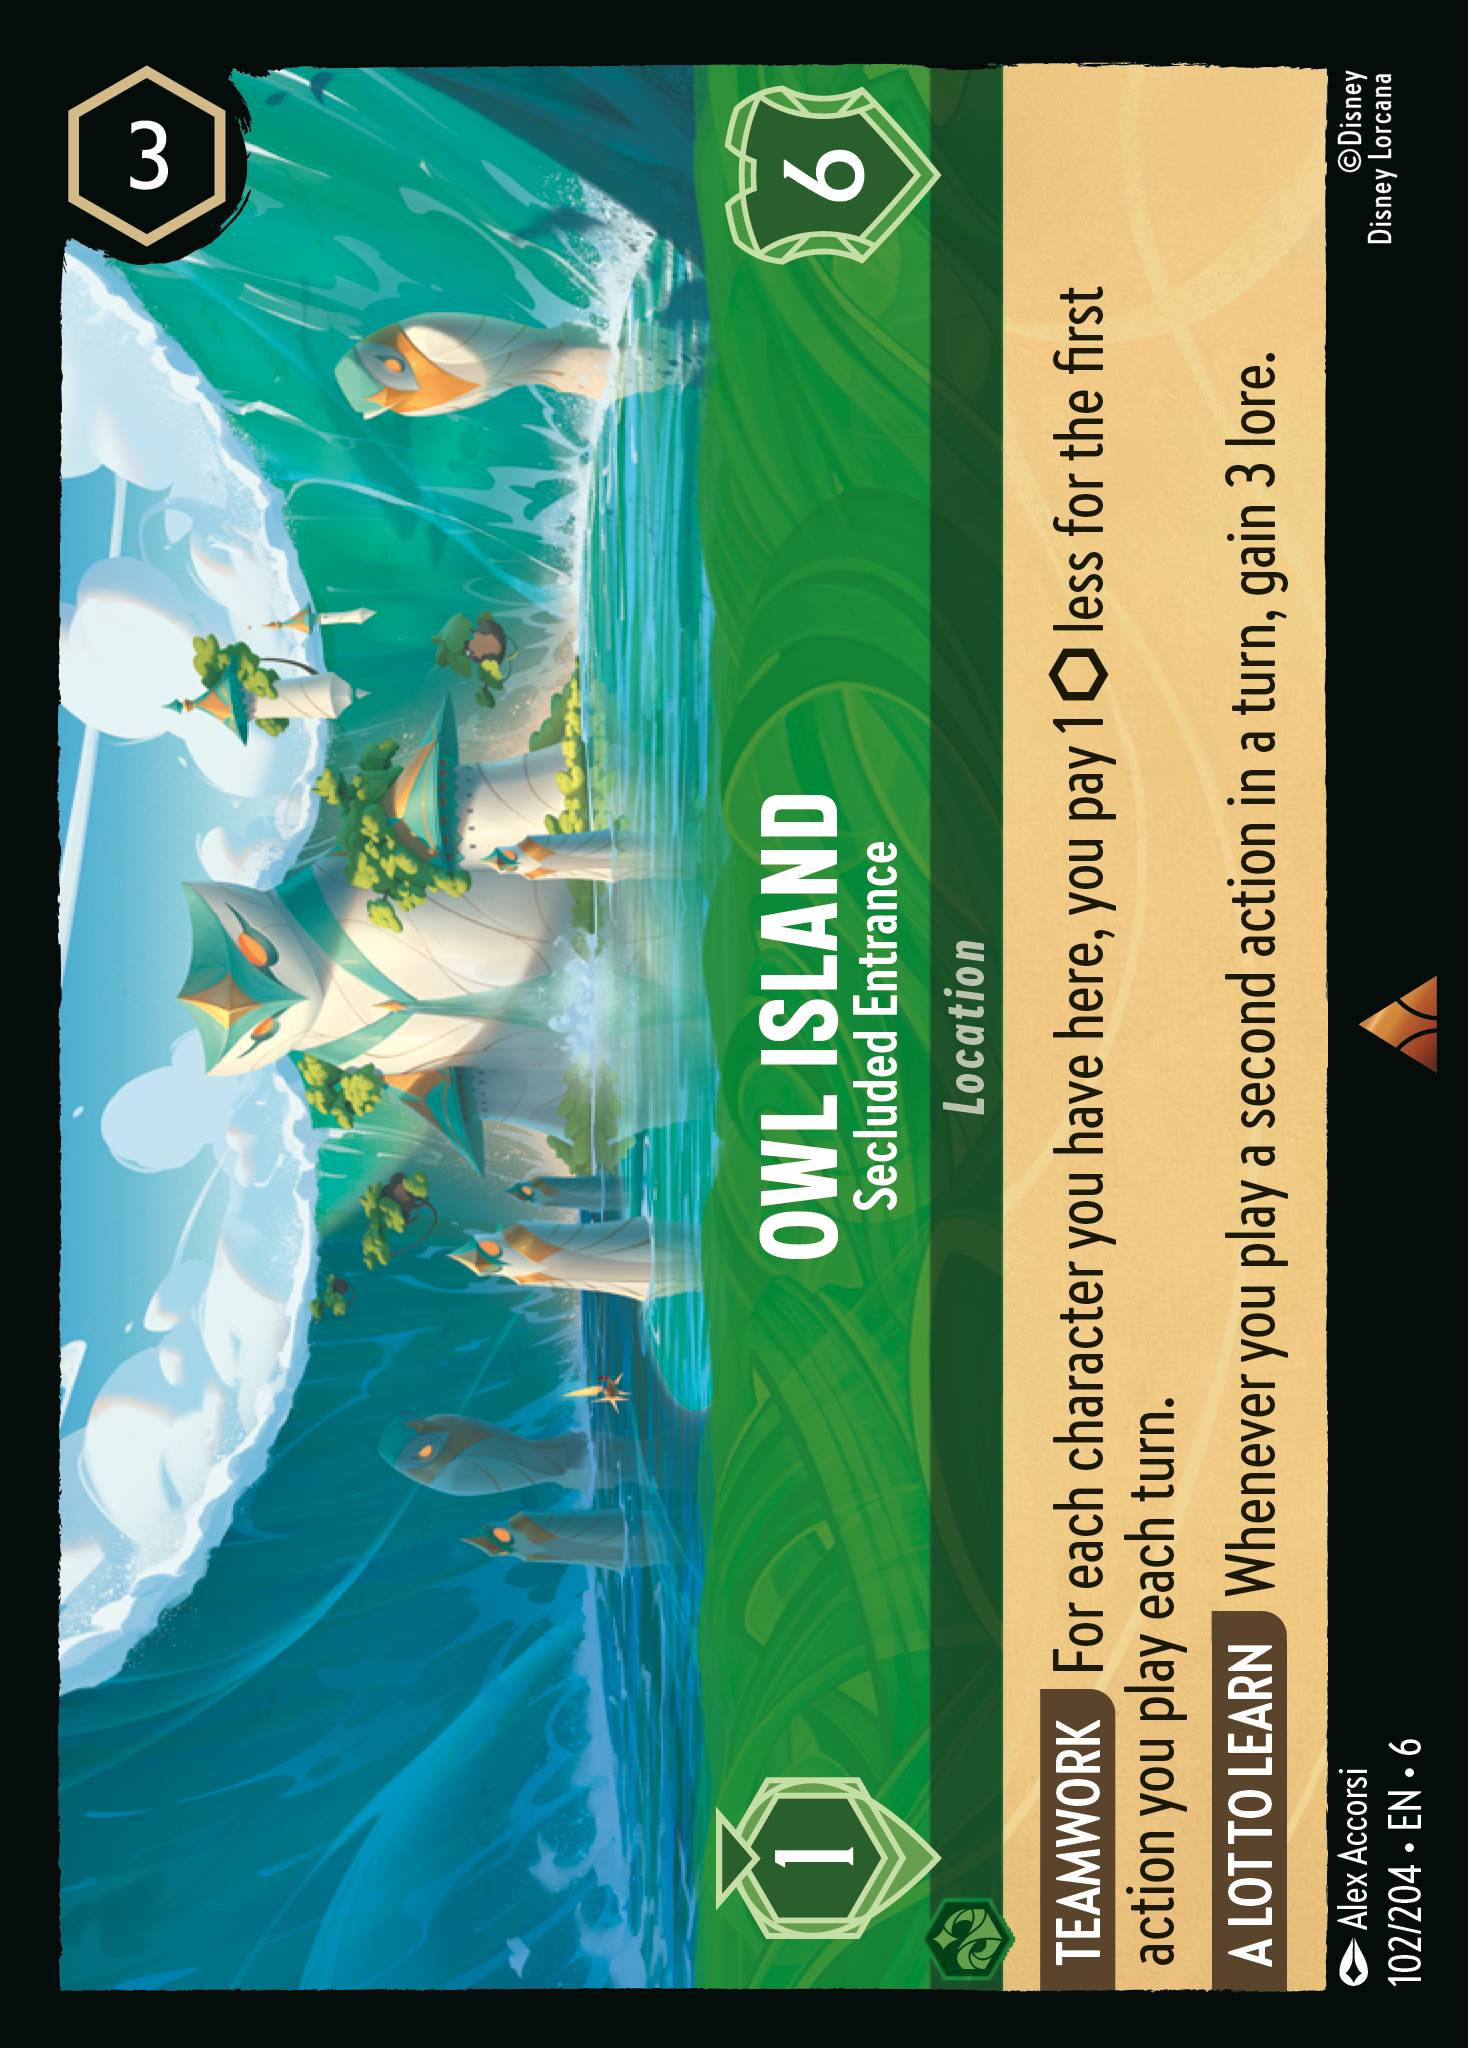 3
1
OWL ISLAND
Secluded Entrance
6
Location
TEAMWORK For each character you have here, you pay 1 ⬡ less for the first
action you play each turn.
A LOT TO LEARN Whenever you play a second action in a turn, gain 3 lore.
Alex Accorsi
102/204 • EN • 6
©Disney
Disney Lorcana